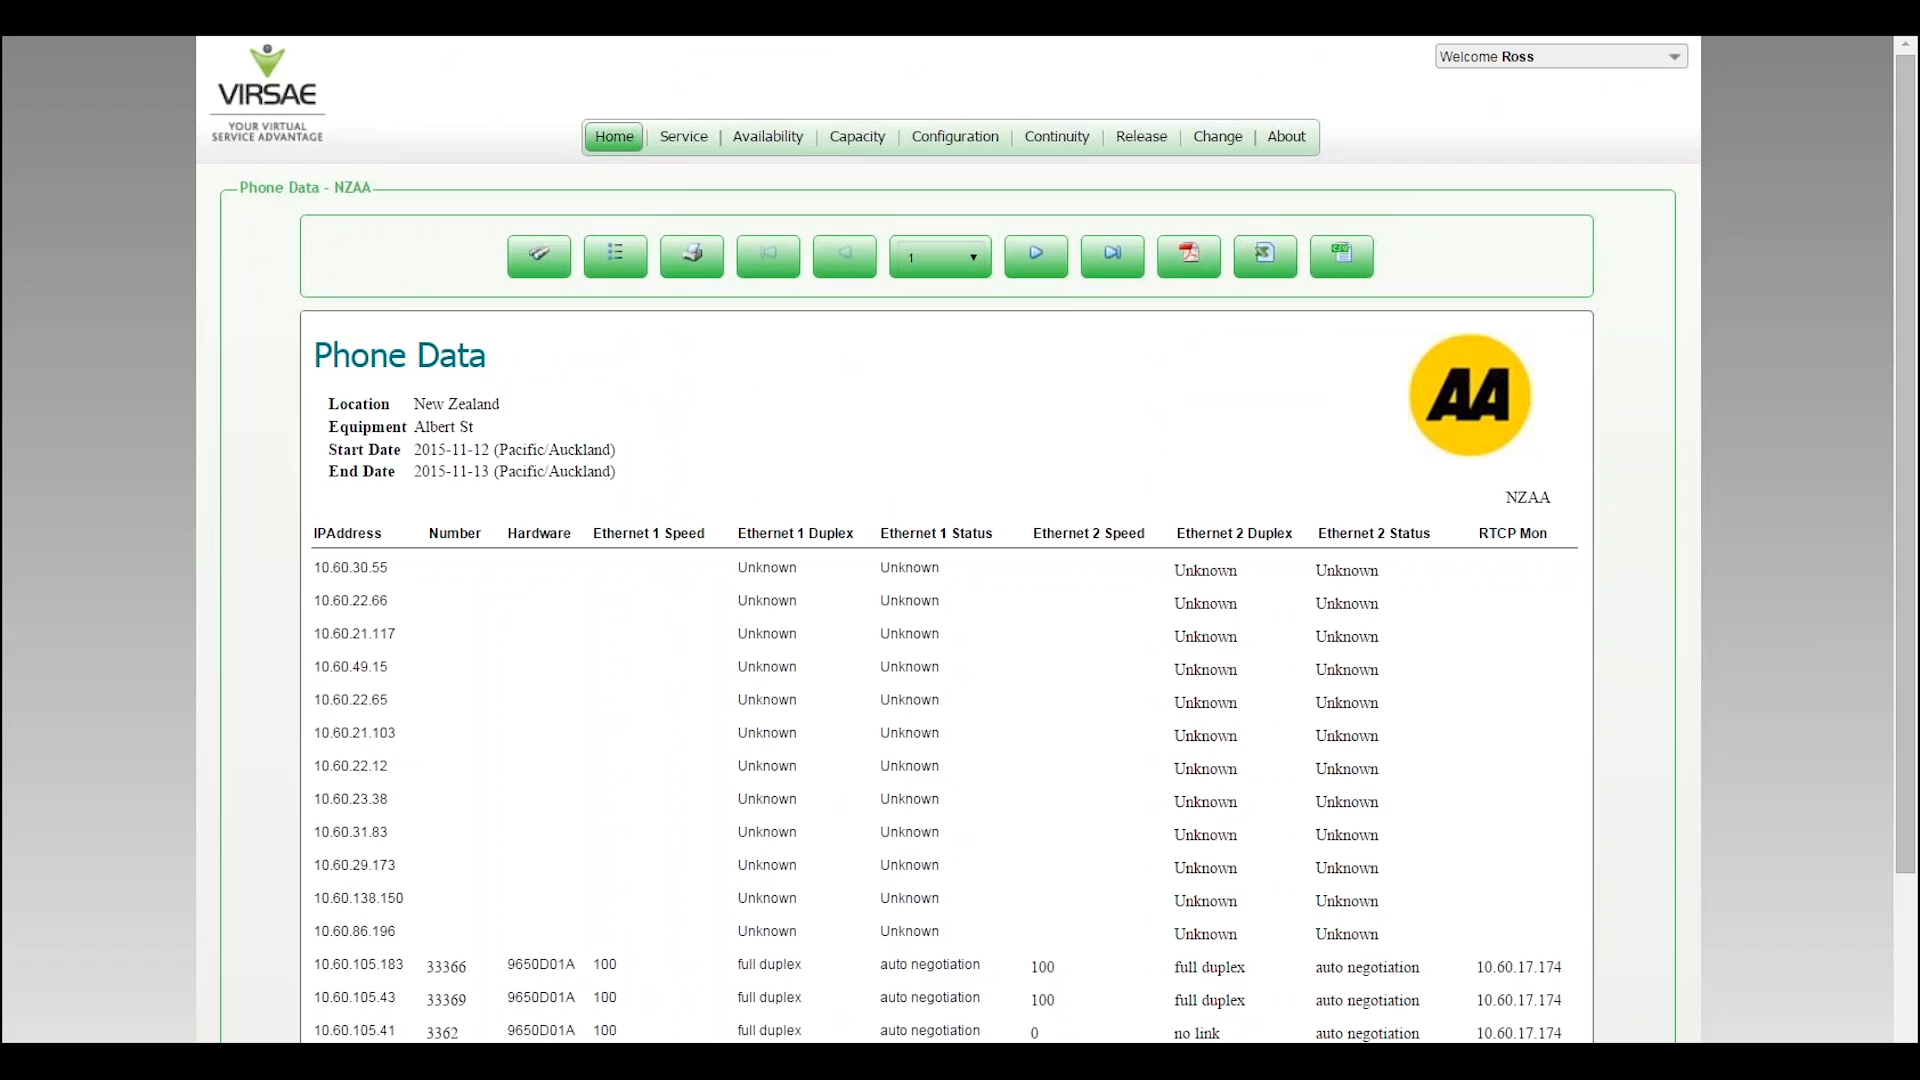 VIRSAE
YOUR VIRTUAL
SERVICE ADVANTAGE
Welcome Ross
Home | Service | Availability | Capacity | Configuration | Continuity | Release | Change | About
Phone Data - NZAA
1
CSV
Phone Data
AA
Location New Zealand
Equipment Albert St
Start Date 2015-11-12 (Pacific/Auckland)
End Date 2015-11-13 (Pacific/Auckland)
NZAA
IPAddress Number Hardware Ethernet 1 Speed Ethernet 1 Duplex Ethernet 1 Status Ethernet 2 Speed Ethernet 2 Duplex Ethernet 2 Status RTCP Mon
10.60.30.55 Unknown Unknown Unknown Unknown
10.60.22.66 Unknown Unknown Unknown Unknown
10.60.21.117 Unknown Unknown Unknown Unknown
10.60.49.15 Unknown Unknown Unknown Unknown
10.60.22.65 Unknown Unknown Unknown Unknown
10.60.21.103 Unknown Unknown Unknown Unknown
10.60.22.12 Unknown Unknown Unknown Unknown
10.60.23.38 Unknown Unknown Unknown Unknown
10.60.31.83 Unknown Unknown Unknown Unknown
10.60.29.173 Unknown Unknown Unknown Unknown
10.60.138.150 Unknown Unknown Unknown Unknown
10.60.86.196 Unknown Unknown Unknown Unknown
10.60.105.183 33366 9650D01A 100 full duplex auto negotiation 100 full duplex auto negotiation 10.60.17.174
10.60.105.43 33369 9650D01A 100 full duplex auto negotiation 100 full duplex auto negotiation 10.60.17.174
10.60.105.41 3362 9650D01A 100 full duplex auto negotiation 0 no link auto negotiation 10.60.17.174